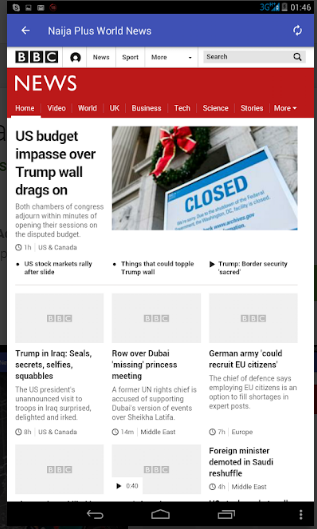 3G
01:46
Naija Plus World News
BBC
News
Sport
More
Search
NEWS
Home
Video
World
UK
Business
Tech
Science
Stories
More
US budget
impasse over
Trump wall
drags on
Both chambers of congress
adjourn within minutes of
opening their sessions on
the disputed budget.
1h
US & Canada
CLOSED
US stock markets rally
after slide
Things that could topple
Trump wall
Trump: Border security
'sacred'
BBC
BBC
BBC
Trump in Iraq: Seals,
secrets, selfies,
squabbles
The US president's
unannounced visit to
troops in Iraq surprised,
delighted and irked.
8h
US & Canada
Row over Dubai
'missing' princess
meeting
A former UN rights chief is
accused of supporting
Dubai's version of events
over Sheikha Latifa.
14m
Middle East
German army 'could
recruit EU citizens'
The chief of defence says
employing EU citizens is an
option to fill shortages in
expert posts.
7h
Europe
BBC
BBC
0:40
Foreign minister
demoted in Saudi
reshuffle
4h
Middle East